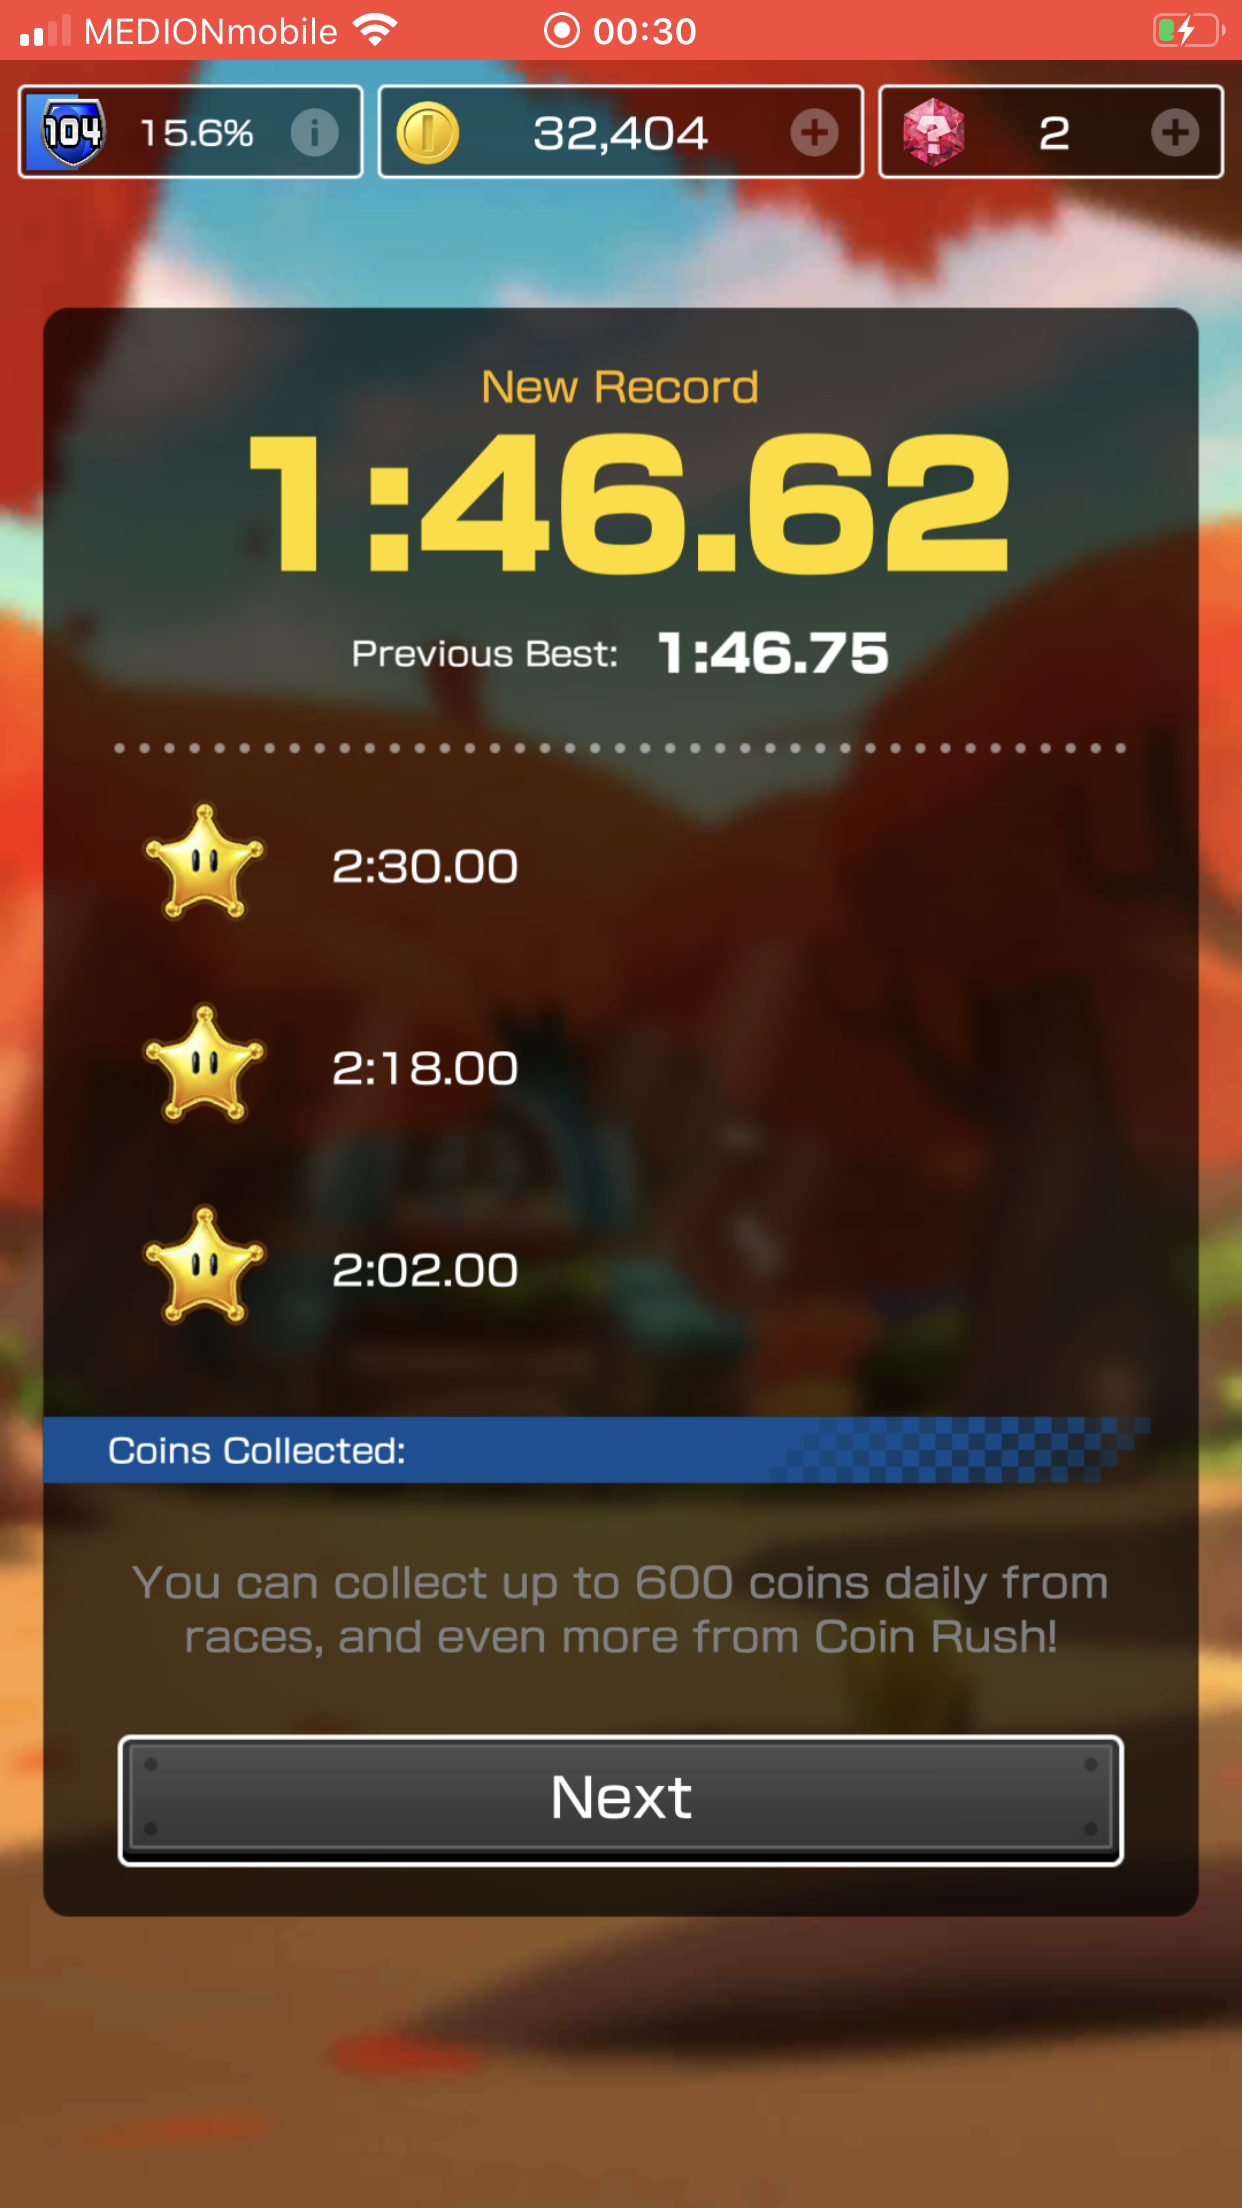 MEDIONmobile 00:30
104 15.6% i 32,404 + ? 2 +
New Record
1:46.62
Previous Best: 1:46.75
2:30.00
2:18.00
2:02.00
Coins Collected:
You can collect up to 600 coins daily from
races, and even more from Coin Rush!
Next